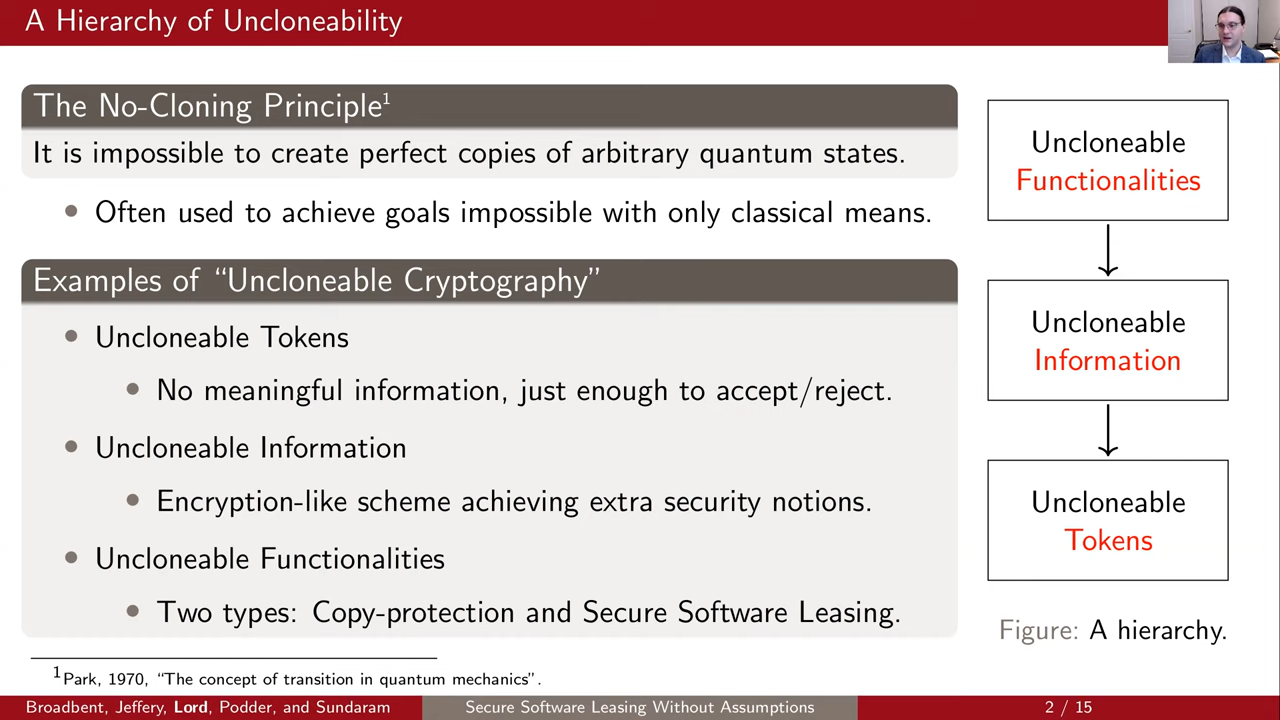 A Hierarchy of Uncloneability
The No-Cloning Principle¹
It is impossible to create perfect copies of arbitrary quantum states.
• Often used to achieve goals impossible with only classical means.
Examples of “Uncloneable Cryptography”
• Uncloneable Tokens
• No meaningful information, just enough to accept/reject.
• Uncloneable Information
• Encryption-like scheme achieving extra security notions.
• Uncloneable Functionalities
• Two types: Copy-protection and Secure Software Leasing.
Uncloneable
Functionalities
Uncloneable
Information
Uncloneable
Tokens
Figure: A hierarchy.
¹Park, 1970, “The concept of transition in quantum mechanics”.
Broadbent, Jeffery, Lord, Podder, and Sundaram
Secure Software Leasing Without Assumptions
2 / 15